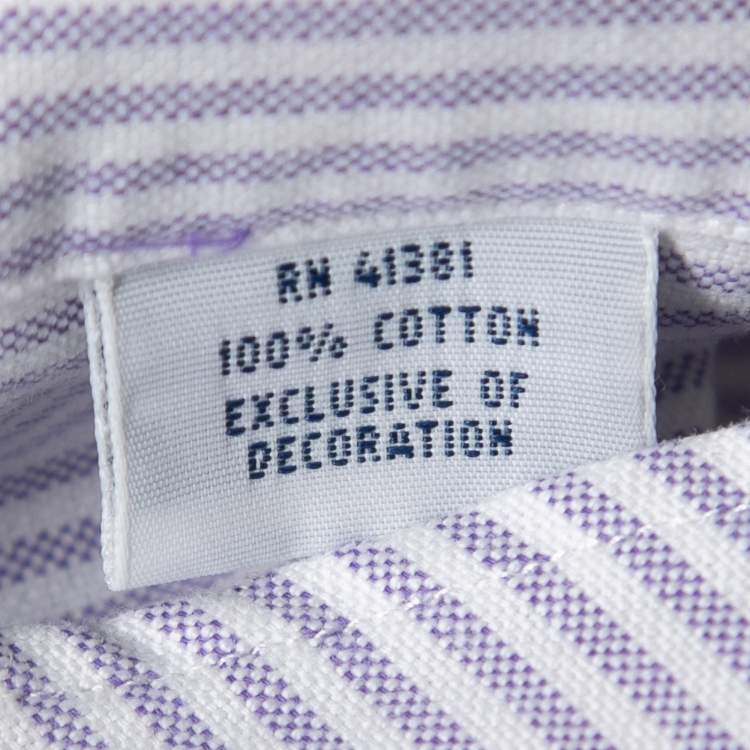 RN 41381
100% COTTON
EXCLUSIVE OF
DECORATION